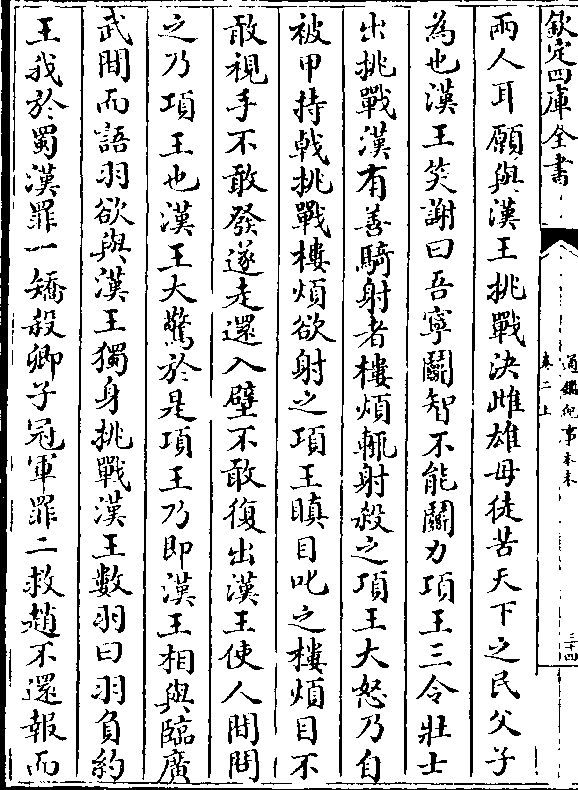 欽定四庫全書
通鑑紀事本末
卷二上
三十四
兩人耳願與漢王挑戰決雌雄毋徒苦天下之民父子
為也漢王笑謝曰吾寧鬬智不能鬬力項王三令壯士
出挑戰漢有善騎射者樓煩輒射殺之項王大怒乃自
被甲持戟挑戰樓煩欲射之項王瞋目叱之樓煩目不
敢視手不敢發遂走還入壁不敢復出漢王使人間問
之乃項王也漢王大驚於是項王乃即漢王相與臨廣
武間而語羽欲與漢王獨身挑戰漢王數羽曰羽負約
王我於蜀漢罪一矯殺卿子冠軍罪二救趙不還報而